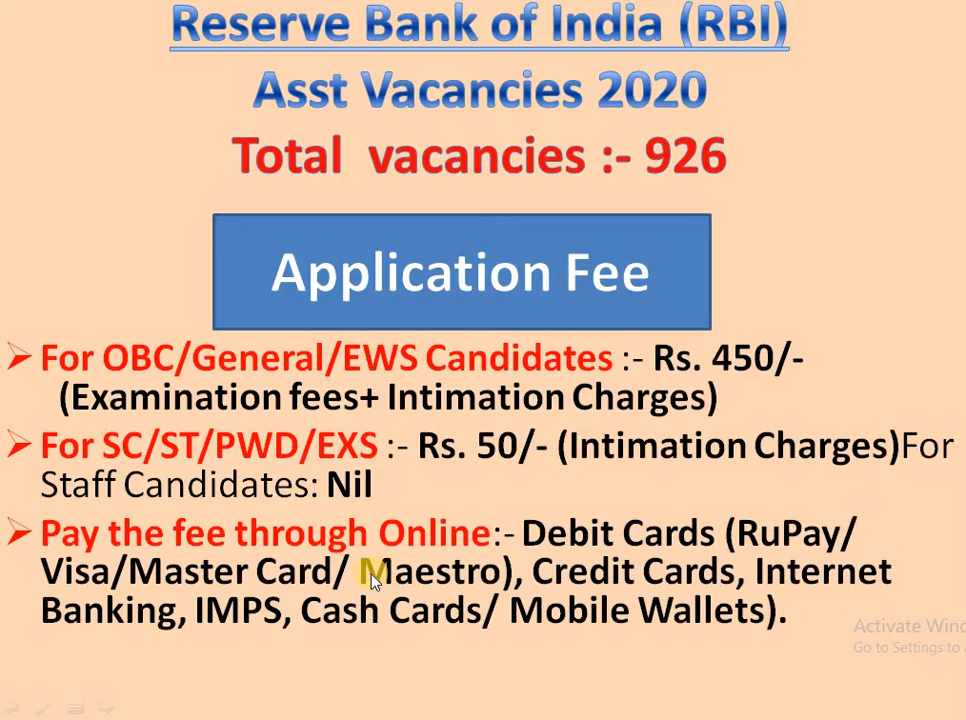 Reserve Bank of India (RBI)
Asst Vacancies 2020
Total vacancies :- 926
Application Fee
For OBC/General/EWS Candidates :- Rs. 450/-
(Examination fees+ Intimation Charges)
For SC/ST/PWD/EXS :- Rs. 50/- (Intimation Charges)For
Staff Candidates: Nil
Pay the fee through Online:- Debit Cards (RuPay/
Visa/Master Card/ Maestro), Credit Cards, Internet
Banking, IMPS, Cash Cards/ Mobile Wallets).
Activate Wind
Go to Settings to